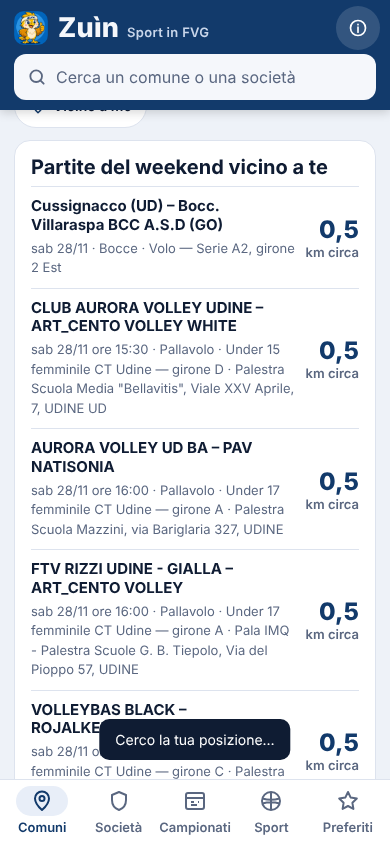 Zuìn Sport in FVG
Cerca un comune o una società
Partite del weekend vicino a te
Cussignacco (UD) – Bocc.
Villaraspa BCC A.S.D (GO)
sab 28/11 · Bocce · Volo — Serie A2, girone
2 Est
0,5
km circa
CLUB AURORA VOLLEY UDINE –
ART_CENTO VOLLEY WHITE
sab 28/11 ore 15:30 · Pallavolo · Under 15
femminile CT Udine — girone D · Palestra
Scuola Media "Bellavitis", Viale XXV Aprile,
7, UDINE UD
0,5
km circa
AURORA VOLLEY UD BA – PAV
NATISONIA
sab 28/11 ore 16:00 · Pallavolo · Under 17
femminile CT Udine — girone A · Palestra
Scuola Mazzini, via Bariglaria 327, UDINE
0,5
km circa
FTV RIZZI UDINE - GIALLA –
ART_CENTO VOLLEY
sab 28/11 ore 16:00 · Pallavolo · Under 17
femminile CT Udine — girone A · Pala IMQ
- Palestra Scuole G. B. Tiepolo, Via del
Pioppo 57, UDINE
0,5
km circa
VOLLEYBAS BLACK –
ROJALKE
sab 28/11 o
femminile CT Udine — girone C · Palestra
0,5
km circa
Cerco la tua posizione…
Comuni
Società
Campionati
Sport
Preferiti